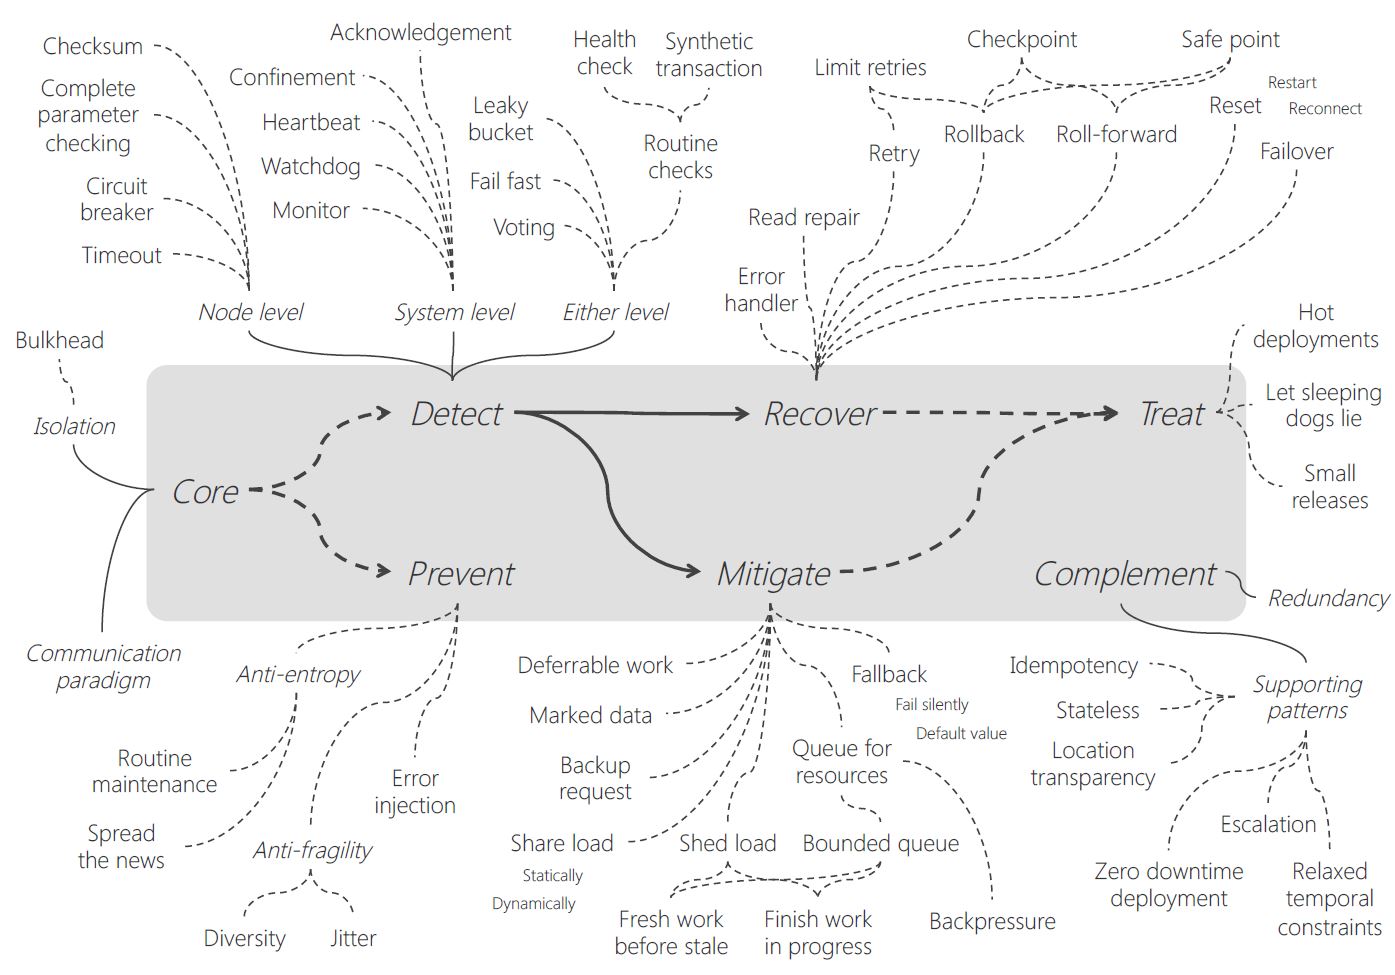 Acknowledgement
Checksum
Complete
parameter
checking
Circuit
breaker
Timeout
Confinement
Heartbeat
Watchdog
Monitor
Leaky
bucket
Fail fast
Voting
Health
check
Synthetic
transaction
Routine
checks
Limit retries
Checkpoint
Safe point
Retry
Rollback
Roll-forward
Reset
Restart
Reconnect
Failover
Read repair
Error
handler
Node level
System level
Either level
Bulkhead
Isolation
Hot
deployments
Let sleeping
dogs lie
Small
releases
Detect
Recover
Treat
Core
Prevent
Mitigate
Complement
Redundancy
Communication
paradigm
Anti-entropy
Routine
maintenance
Spread
the news
Error
injection
Anti-fragility
Diversity
Jitter
Deferrable work
Marked data
Backup
request
Share load
Statically
Dynamically
Shed load
Fallback
Fail silently
Default value
Queue for
resources
Bounded queue
Fresh work
before stale
Finish work
in progress
Backpressure
Idempotency
Stateless
Location
transparency
Supporting
patterns
Escalation
Zero downtime
deployment
Relaxed
temporal
constraints